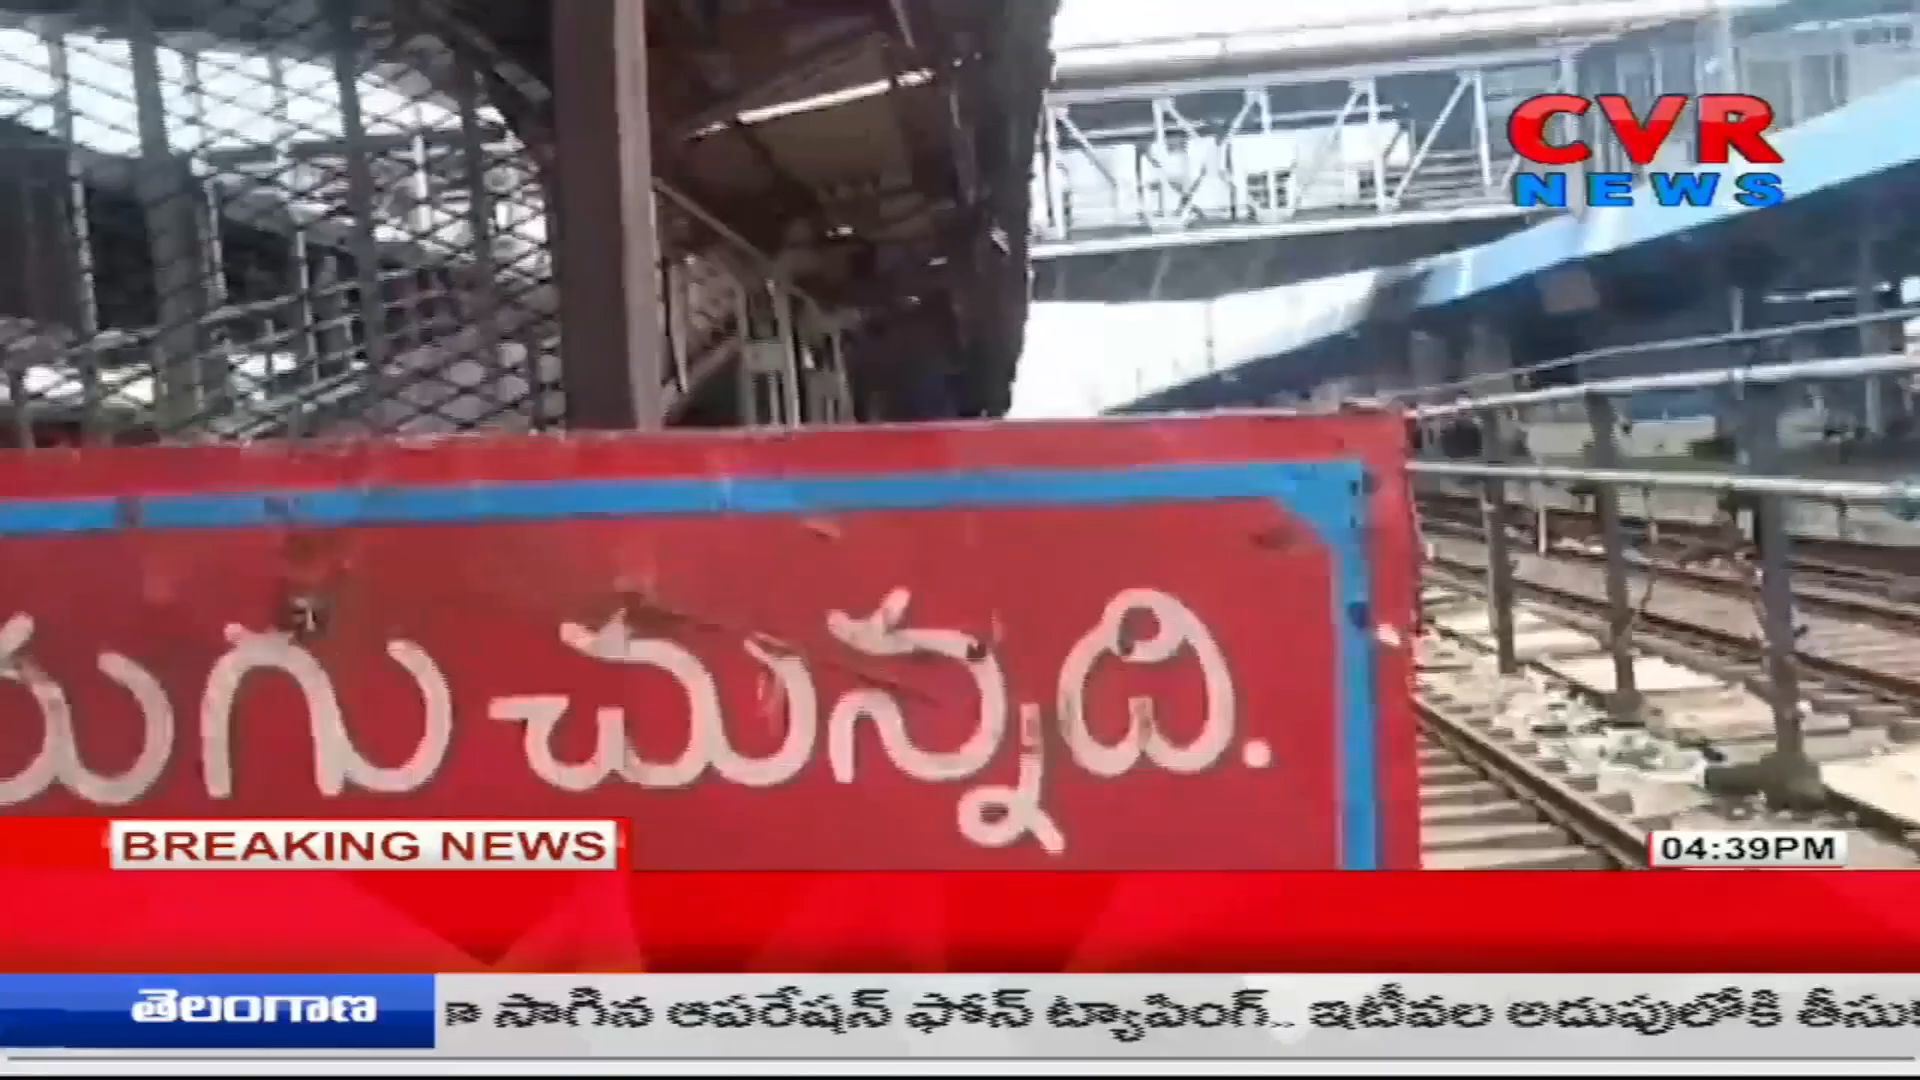 CVR
NEWS
రుగు చున్నది.
BREAKING NEWS
04:39PM
తెలంగాణ
సాగిన ఆపరేషన్ ఫోన్ ట్యాపింగ్.. ఇటీవల అదుపులోకి